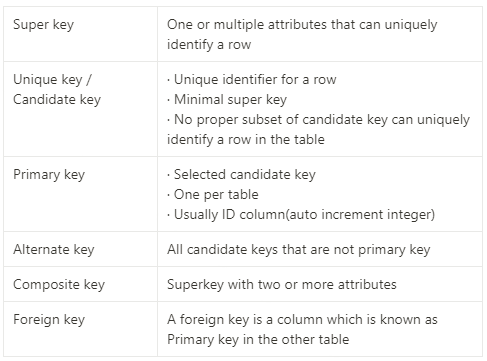 Super key
One or multiple attributes that can uniquely
identify a row
Unique key /
Candidate key
· Unique identifier for a row
· Minimal super key
· No proper subset of candidate key can uniquely
identify a row in the table
Primary key
· Selected candidate key
· One per table
· Usually ID column(auto increment integer)
Alternate key
All candidate keys that are not primary key
Composite key
Superkey with two or more attributes
Foreign key
A foreign key is a column which is known as
Primary key in the other table